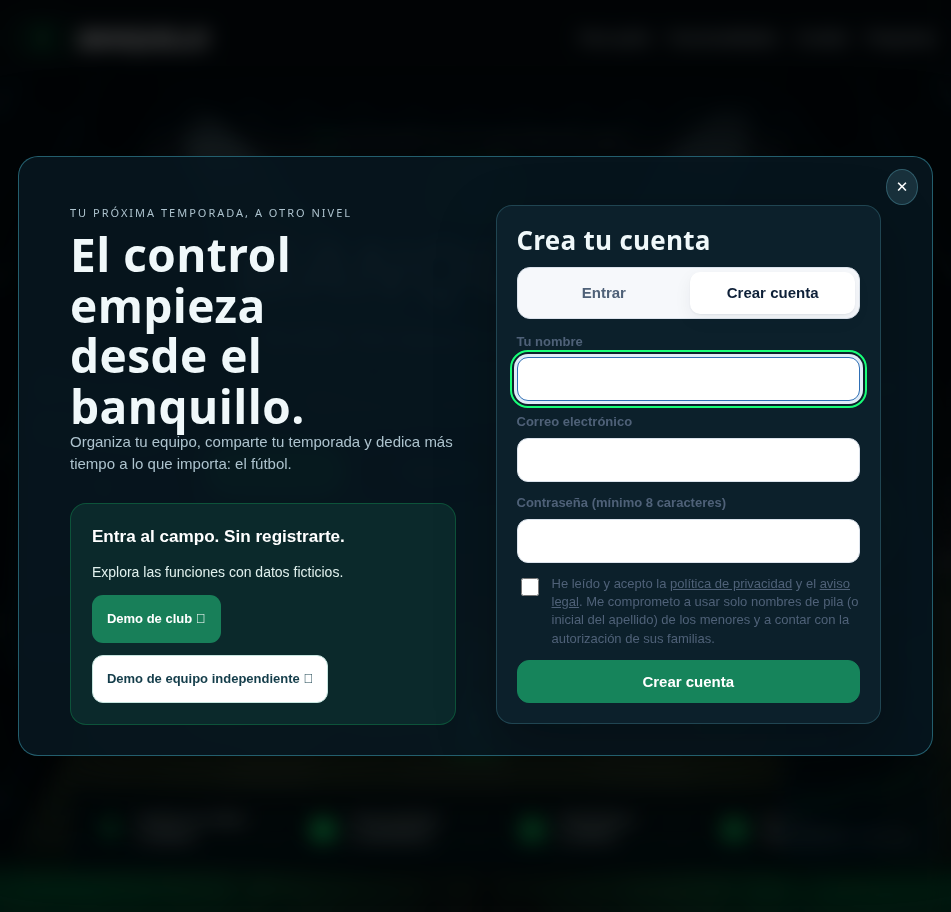 TU PRÓXIMA TEMPORADA, A OTRO NIVEL
El control
empieza
desde el
banquillo.
Organiza tu equipo, comparte tu temporada y dedica más
tiempo a lo que importa: el fútbol.
Entra al campo. Sin registrarte.
Explora las funciones con datos ficticios.
Demo de club
Demo de equipo independiente
✕
Crea tu cuenta
Entrar
Crear cuenta
Tu nombre
Correo electrónico
Contraseña (mínimo 8 caracteres)
He leído y acepto la política de privacidad y el aviso
legal. Me comprometo a usar solo nombres de pila (o
inicial del apellido) de los menores y a contar con la
autorización de sus familias.
Crear cuenta